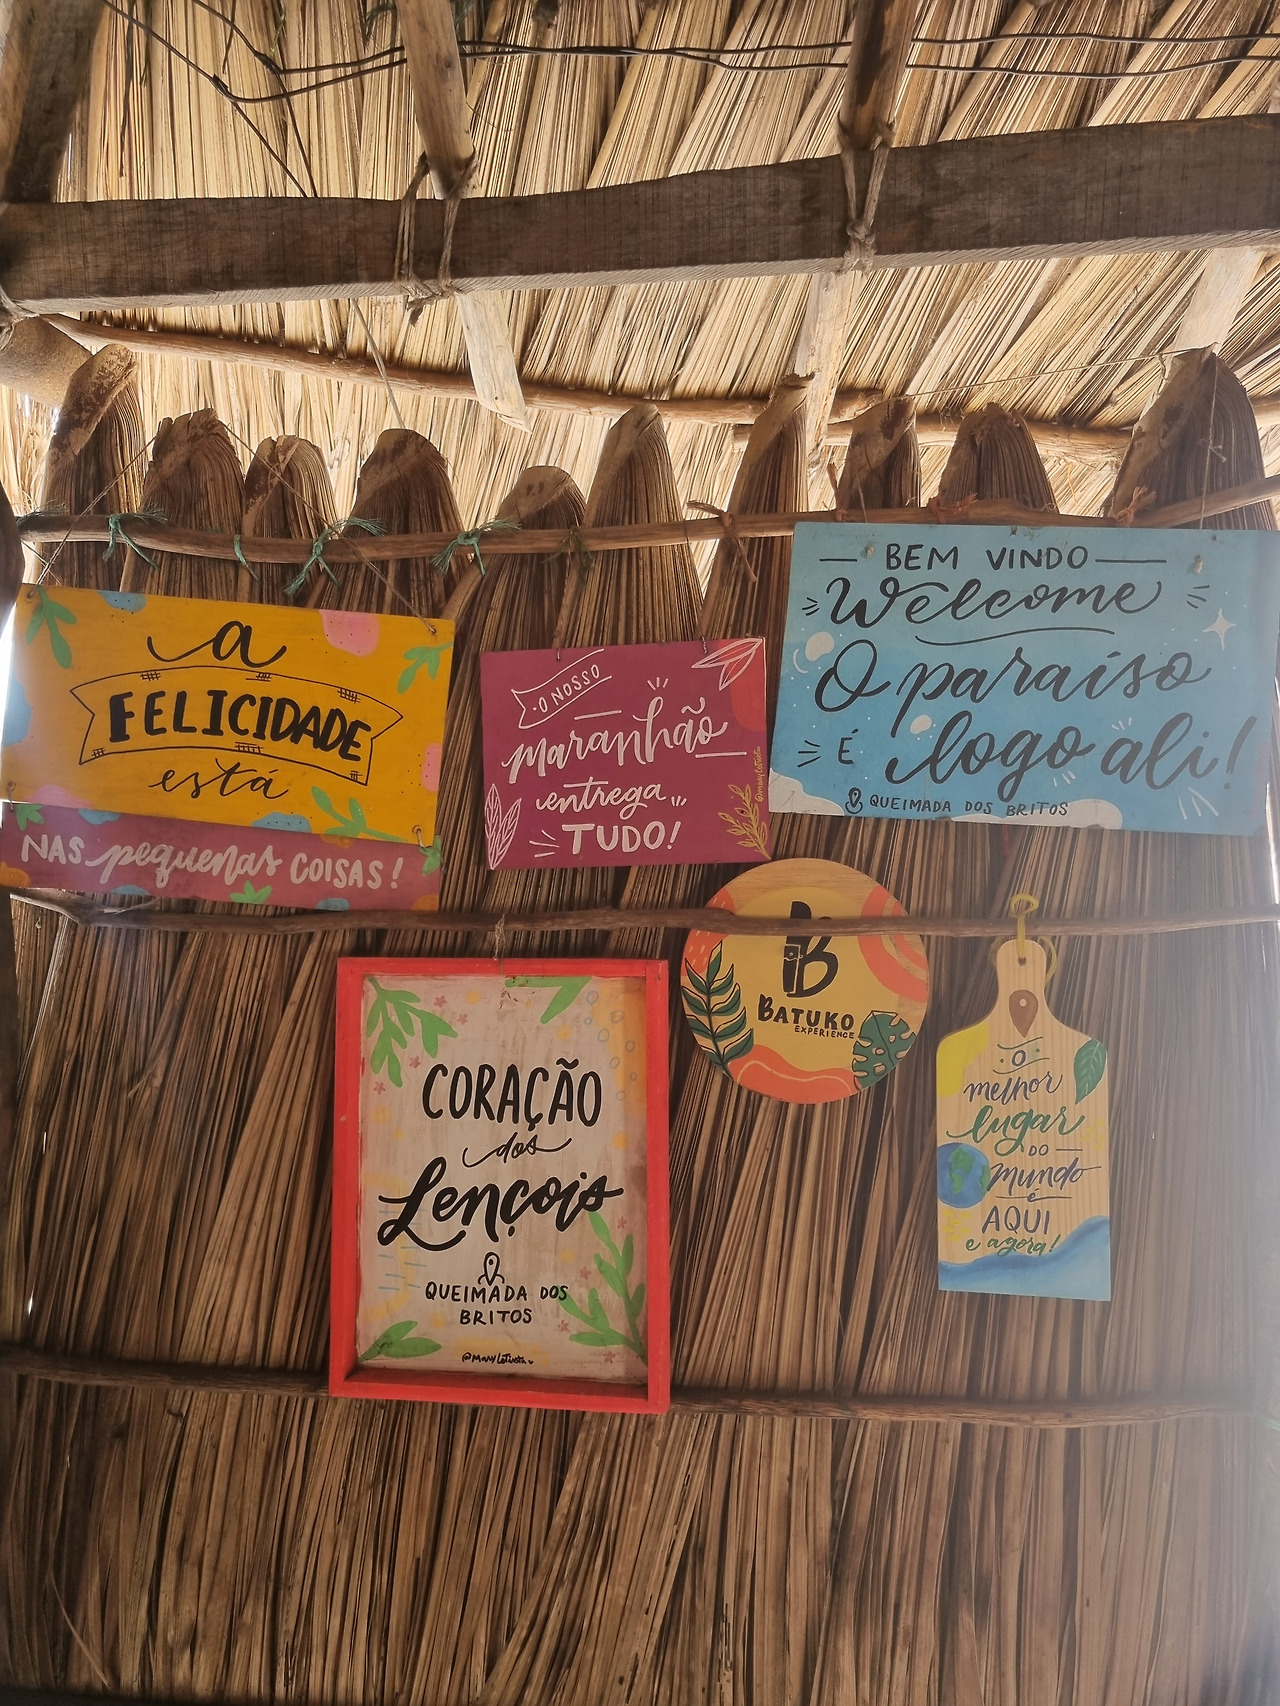 a
FELICIDADE
está
NAS pequenas COISAS!
O NOSSO
maranhão
entrega
TUDO!
BEM VINDO
Welcome
O paraíso
É logo ali!
QUEIMADA DOS BRITOS
B
BATUKO
EXPERIENCE
CORAÇÃO
dos
Lençois
QUEIMADA DOS
BRITOS
O
melhor
lugar
DO
mundo
é
AQUI
e agora!